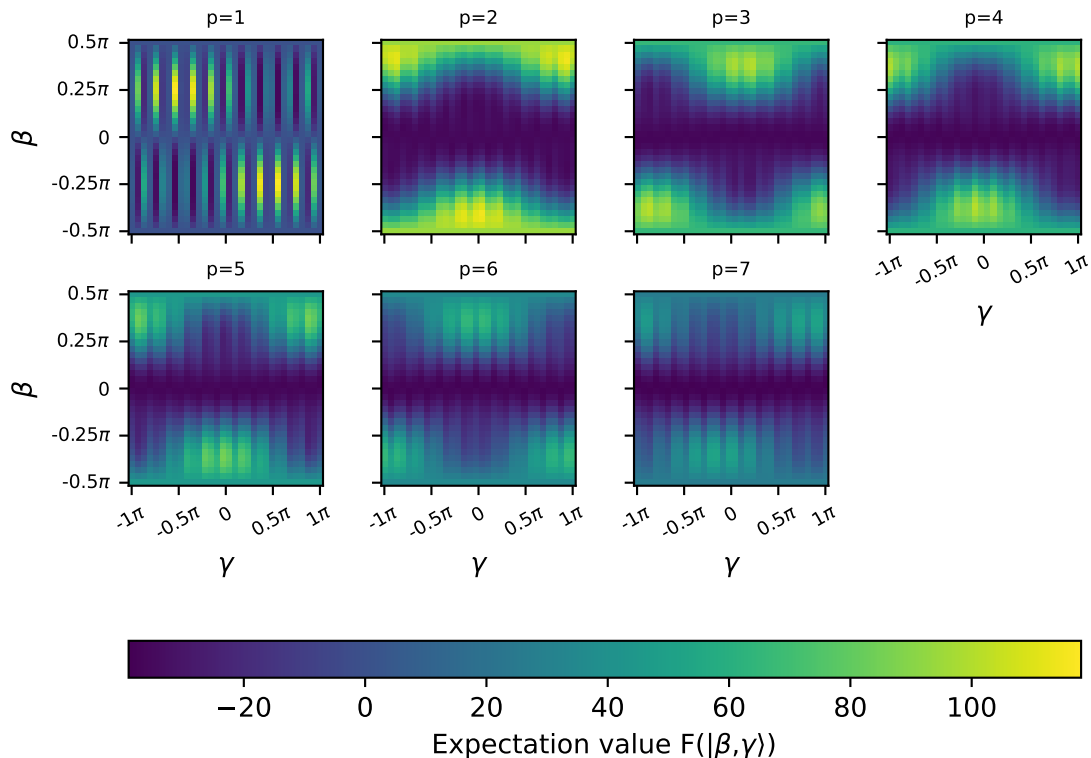 p=1 p=2 p=3 p=4
0.5π
0.25π
0
-0.25π
-0.5π
β
-1π -0.5π 0 0.5π 1π
γ
p=5 p=6 p=7
0.5π
0.25π
0
-0.25π
-0.5π
β
-1π -0.5π 0 0.5π 1π -1π -0.5π 0 0.5π 1π -1π -0.5π 0 0.5π 1π
γ γ γ
−20 0 20 40 60 80 100
Expectation value F(|β,γ⟩)